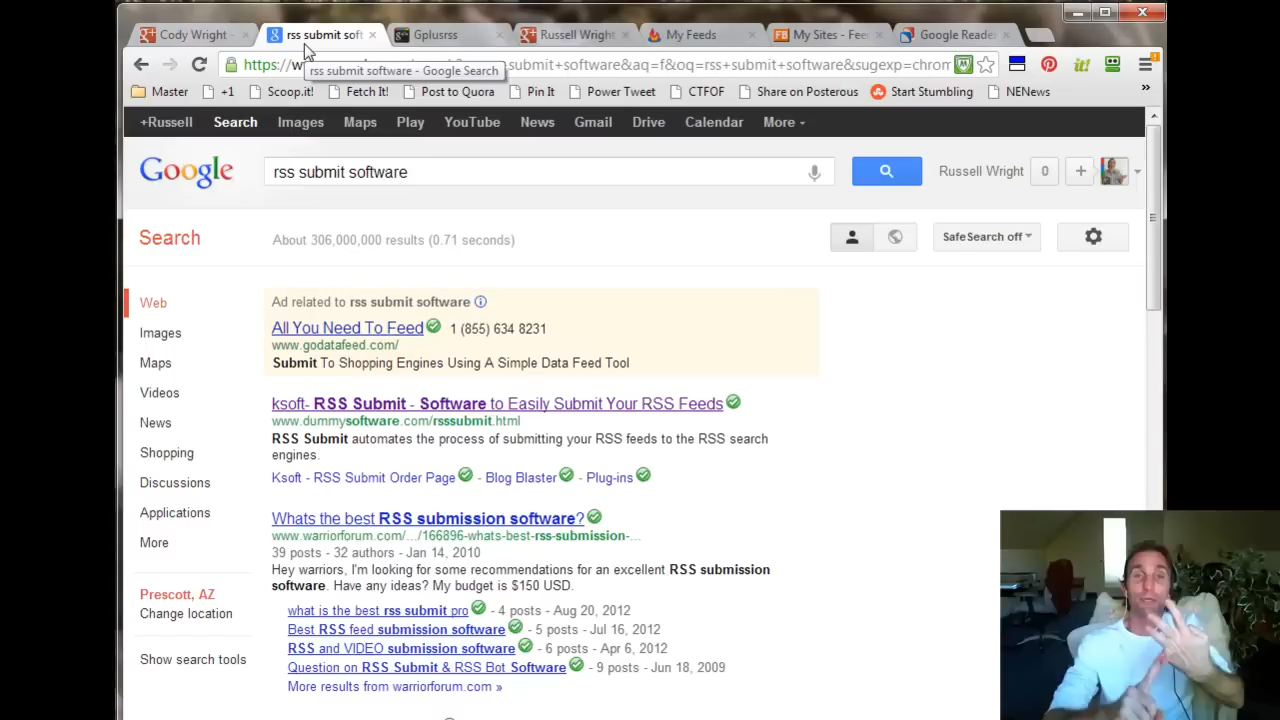 Cody Wright -
rss submit soft
Gplusrss
Russell Wright
My Feeds
My Sites - Fee
Google Reade
https://w
submit+software&aq=f&oq=rss+submit+software&sugexp=chrom
rss submit software - Google Search
Master
+1
Scoop.it!
Fetch It!
Post to Quora
Pin It
Power Tweet
CTFOF
Share on Posterous
Start Stumbling
NENews
»
+Russell Search Images Maps Play YouTube News Gmail Drive Calendar More
Google
rss submit software
Russell Wright 0 +
Search
About 306,000,000 results (0.71 seconds)
SafeSearch off
Web
Images
Maps
Videos
News
Shopping
Discussions
Applications
More
Prescott, AZ
Change location
Show search tools
Ad related to rss submit software
All You Need To Feed 1 (855) 634 8231
www.godatafeed.com/
Submit To Shopping Engines Using A Simple Data Feed Tool
ksoft- RSS Submit - Software to Easily Submit Your RSS Feeds
www.dummysoftware.com/rsssubmit.html
RSS Submit automates the process of submitting your RSS feeds to the RSS search
engines.
Ksoft - RSS Submit Order Page - Blog Blaster - Plug-ins
Whats the best RSS submission software?
www.warriorforum.com/.../166896-whats-best-rss-submission-...
39 posts - 32 authors - Jan 14, 2010
Hey warriors, I'm looking for some recommendations for an excellent RSS submission
software. Have any ideas? My budget is $150 USD.
what is the best rss submit pro - 4 posts - Aug 20, 2012
Best RSS feed submission software - 5 posts - Jul 16, 2012
RSS and VIDEO submission software - 6 posts - Apr 6, 2012
Question on RSS Submit & RSS Bot Software - 9 posts - Jun 18, 2009
More results from warriorforum.com »